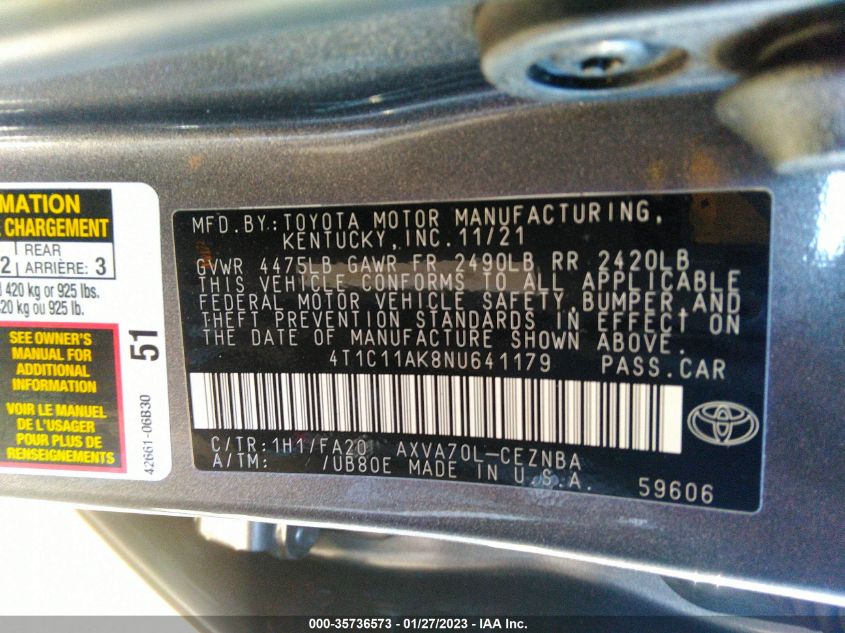 MATION
CHARGEMENT
REAR
2 ARRIÈRE: 3
420 kg or 925 lbs.
420 kg ou 925 lb.
SEE OWNER'S
MANUAL FOR
ADDITIONAL
INFORMATION
VOIR LE MANUEL
DE L'USAGER
POUR PLUS DE
RENSEIGNEMENTS
51
42661-06B30
MFD.BY:TOYOTA MOTOR MANUFACTURING,
KENTUCKY,INC.11/21
GVWR 4475LB GAWR FR 2490LB RR 2420LB
THIS VEHICLE CONFORMS TO ALL APPLICABLE
FEDERAL MOTOR VEHICLE SAFETY,BUMPER,AND
THEFT PREVENTION STANDARDS IN EFFECT ON
THE DATE OF MANUFACTURE SHOWN ABOVE.
4T1C11AK8NU641179 PASS.CAR
C/TR:1H1/FA20 AXVA70L-CEZNBA
A/TM: /UB80E MADE IN U.S.A. 59606
000-35736573 — 01/27/2023 — IAA Inc.